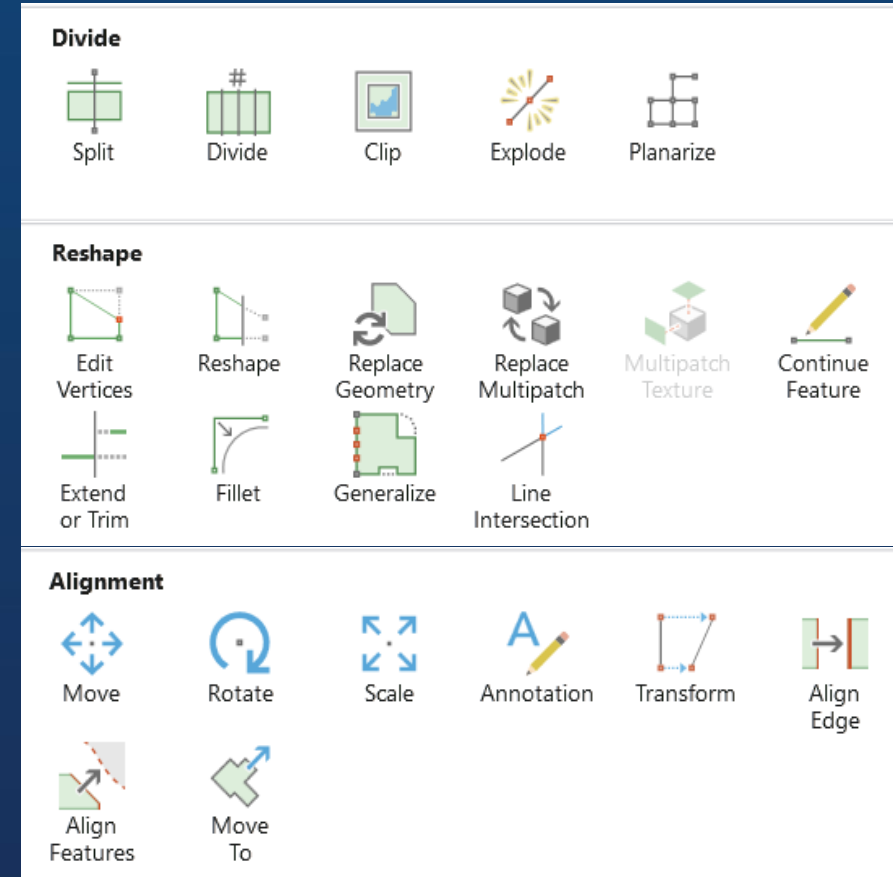 Divide
#
Split Divide Clip Explode Planarize
Reshape
Edit Reshape Replace Replace Multipatch Continue
Vertices Geometry Multipatch Texture Feature
Extend Fillet Generalize Line
or Trim Intersection
Alignment
A
Move Rotate Scale Annotation Transform Align
Edge
Align Move
Features To